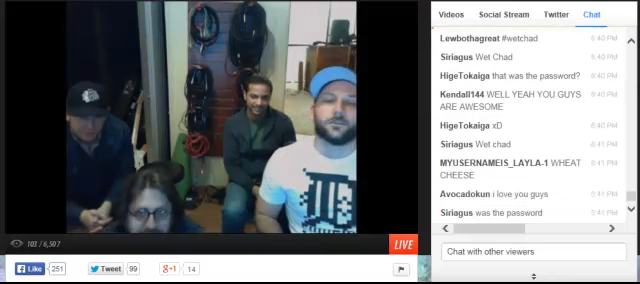 Videos Social Stream Twitter Chat
Lewbothagreat #wetchad 6:40 PM
Siriagus Wet Chad 6:40 PM
HigeTokaiga that was the password? 6:40 PM
Kendall144 WELL YEAH YOU GUYS 6:40 PM
ARE AWESOME
HigeTokaiga xD 6:40 PM
Siriagus Wet chad 6:41 PM
MYUSERNAMEIS_LAYLA-1 WHEAT 6:41 PM
CHEESE
Avocadokun i love you guys 6:41 PM
Siriagus was the password 6:41 PM
103 / 6,507 LIVE
Chat with other viewers
Like 251 Tweet 99 +1 14